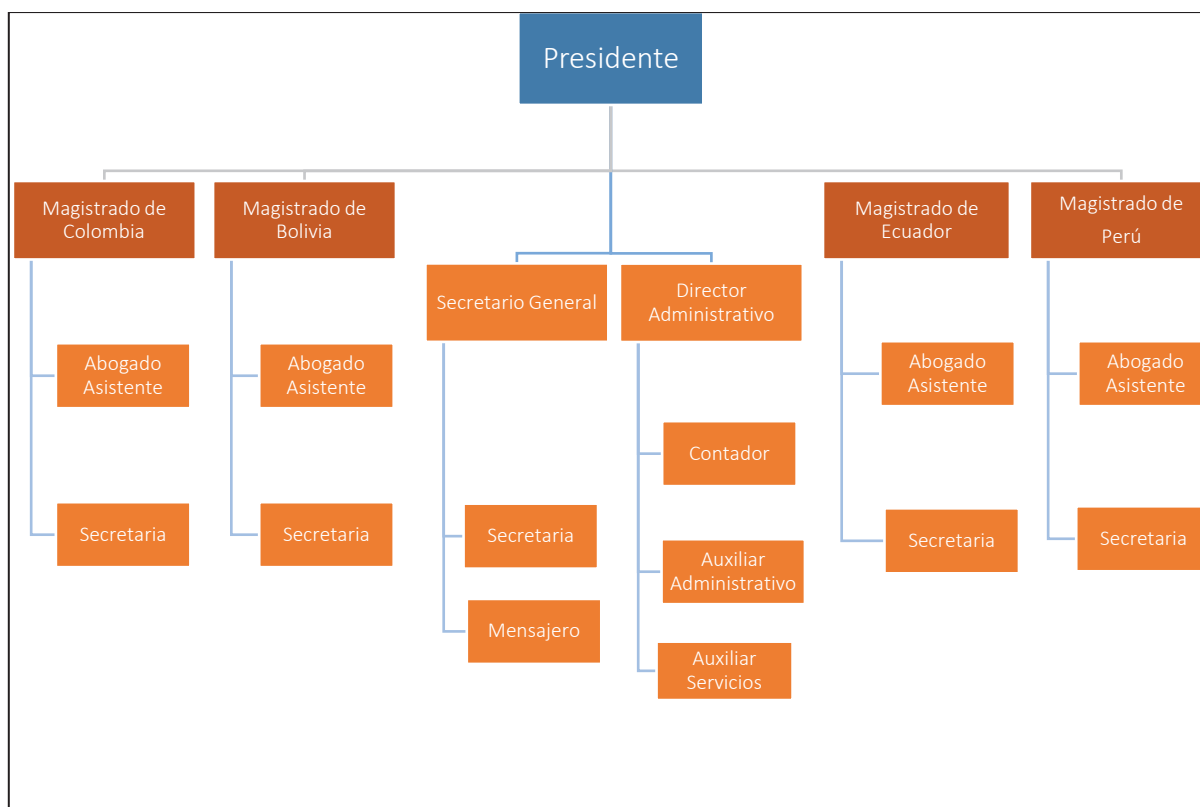 Presidente
Magistrado de
Colombia
Magistrado de
Bolivia
Magistrado de
Ecuador
Magistrado de
Perú
Secretario General
Director
Administrativo
Abogado
Asistente
Abogado
Asistente
Abogado
Asistente
Abogado
Asistente
Contador
Secretaria
Secretaria
Secretaria
Secretaria
Secretaria
Auxiliar
Administrativo
Mensajero
Auxiliar
Servicios